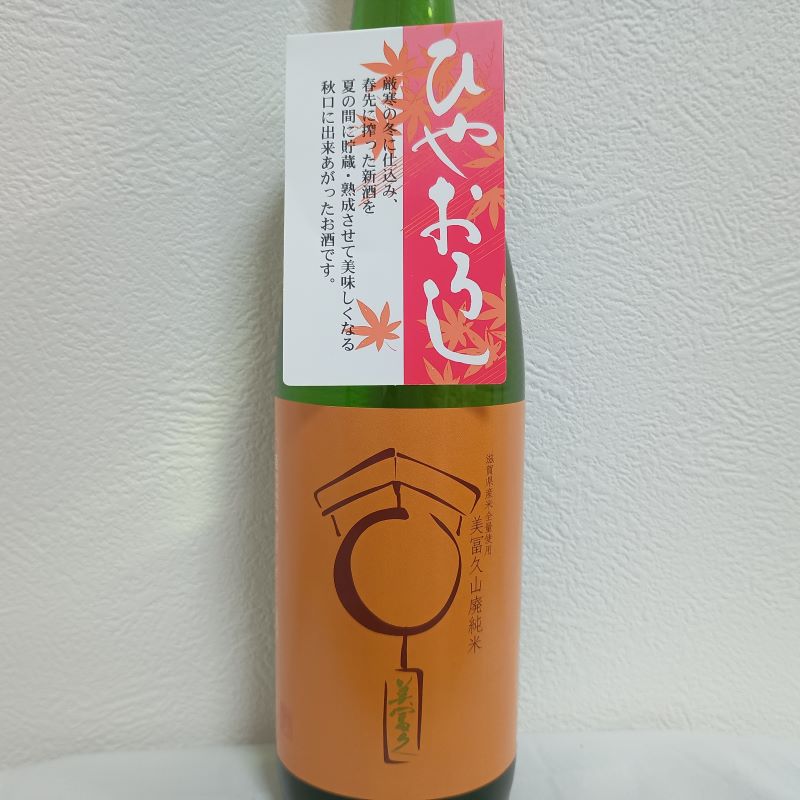 ひやおろし
厳寒の冬に仕込み、
春先に搾った新酒を
夏の間に貯蔵・熟成させて美味しくなる
秋口に出来あがったお酒です。
滋賀県産米全量使用
美冨久山廃純米
美冨久